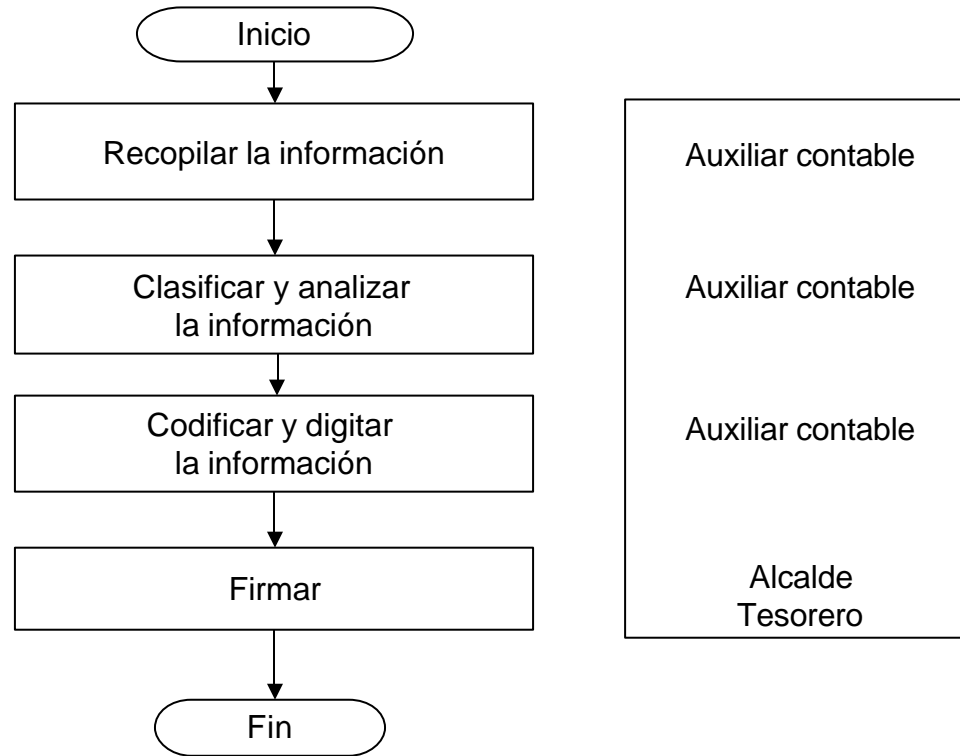 Inicio
Recopilar la información
Auxiliar contable
Clasificar y analizar
la información
Auxiliar contable
Codificar y digitar
la información
Auxiliar contable
Firmar
Alcalde
Tesorero
Fin